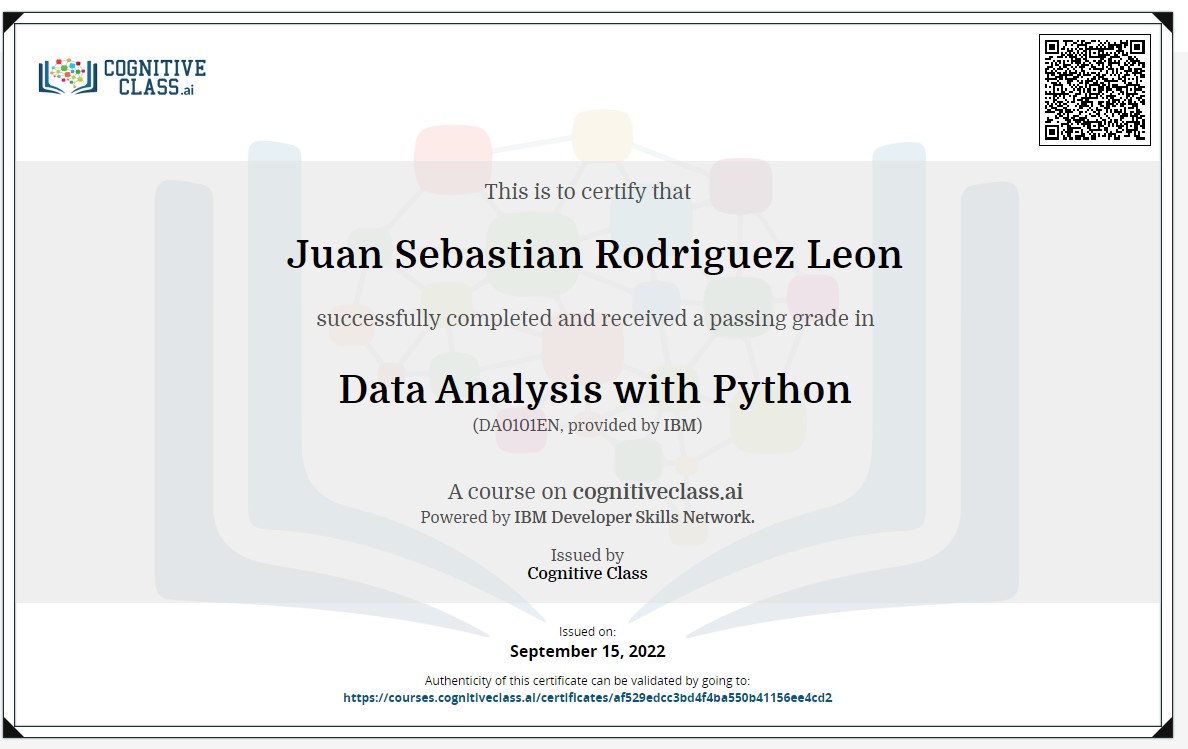 COGNITIVE
CLASS.ai
This is to certify that
Juan Sebastian Rodriguez Leon
successfully completed and received a passing grade in
Data Analysis with Python
(DA0101EN, provided by IBM)
A course on cognitiveclass.ai
Powered by IBM Developer Skills Network.
Issued by
Cognitive Class
Issued on:
September 15, 2022
Authenticity of this certificate can be validated by going to:
https://courses.cognitiveclass.ai/certificates/af529edcc3bd4f4ba550b41156ee4cd2